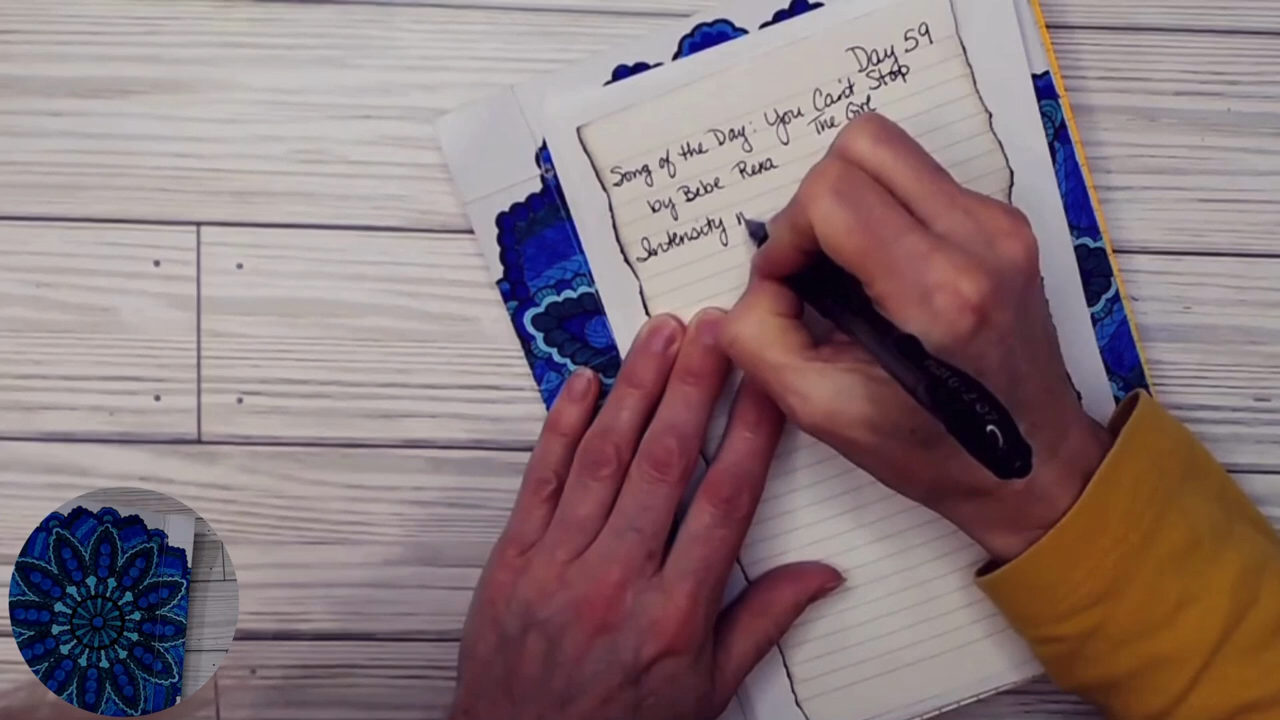 Day 59
Song of the Day: You Can't Stop
The Girl
by Bebe Rexa
Intensity